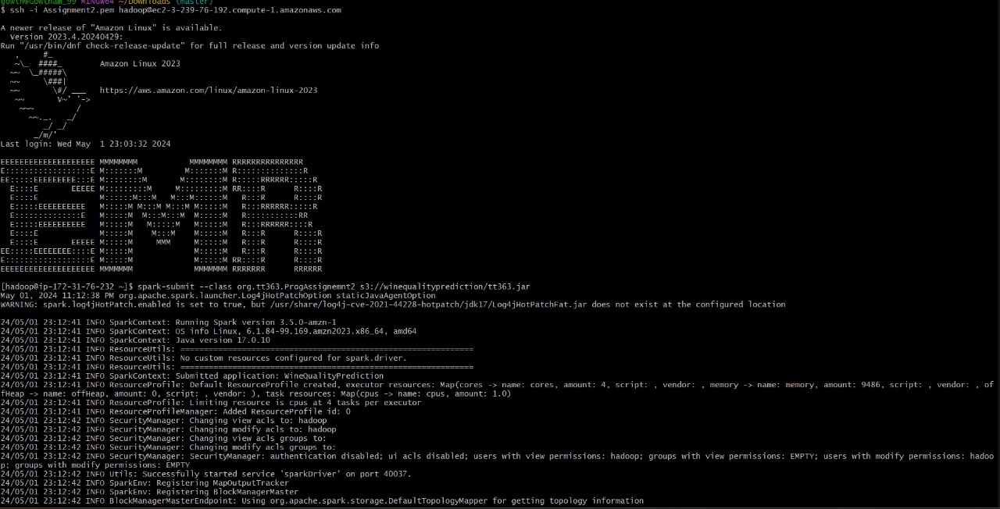 gowth@Gowtham_99 MINGW64 ~/Downloads (master)
$ ssh -i Assignment2.pem hadoop@ec2-3-239-76-192.compute-1.amazonaws.com
A newer release of "Amazon Linux" is available.
  Version 2023.4.20240429:
Run "/usr/bin/dnf check-release-update" for full release and version update info
   ,     #_
   ~\_  ####_        Amazon Linux 2023
  ~~  \_#####\
  ~~     \###|
  ~~       \#/ ___   https://aws.amazon.com/linux/amazon-linux-2023
   ~~       V~' '->
    ~~~         /
      ~~._.   _/
         _/ _/
       _/m/'
Last login: Wed May  1 23:03:32 2024
EEEEEEEEEEEEEEEEEEEE MMMMMMMM           MMMMMMMM RRRRRRRRRRRRRRR
E::::::::::::::::::E M:::::::M         M:::::::M R::::::::::::::R
EE:::::EEEEEEEEE:::E M::::::::M       M::::::::M R:::::RRRRRR:::::R
  E::::E       EEEEE M:::::::::M     M:::::::::M RR::::R      R::::R
  E::::E             M::::::M:::M   M:::M::::::M   R:::R      R::::R
  E:::::EEEEEEEEEE   M:::::M M:::M M:::M M:::::M   R:::RRRRRR:::::R
  E::::::::::::::E   M:::::M  M:::M:::M  M:::::M   R:::::::::::RR
  E:::::EEEEEEEEEE   M:::::M   M:::::M   M:::::M   R:::RRRRRR::::R
  E::::E             M:::::M    M:::M    M:::::M   R:::R      R::::R
  E::::E       EEEEE M:::::M     MMM     M:::::M   R:::R      R::::R
EE:::::EEEEEEEE::::E M:::::M             M:::::M   R:::R      R::::R
E::::::::::::::::::E M:::::M             M:::::M RR::::R      R::::R
EEEEEEEEEEEEEEEEEEEE MMMMMMM             MMMMMMM RRRRRRR      RRRRRR
[hadoop@ip-172-31-76-232 ~]$ spark-submit --class org.tt363.ProgAssignemnt2 s3://winequalityprediction/tt363.jar
May 01, 2024 11:12:38 PM org.apache.spark.launcher.Log4jHotPatchOption staticJavaAgentOption
WARNING: spark.log4jHotPatch.enabled is set to true, but /usr/share/log4j-cve-2021-44228-hotpatch/jdk17/Log4jHotPatchFat.jar does not exist at the configured location
24/05/01 23:12:41 INFO SparkContext: Running Spark version 3.5.0-amzn-1
24/05/01 23:12:41 INFO SparkContext: OS info Linux, 6.1.84-99.169.amzn2023.x86_64, amd64
24/05/01 23:12:41 INFO SparkContext: Java version 17.0.10
24/05/01 23:12:41 INFO ResourceUtils: ==============================================================
24/05/01 23:12:41 INFO ResourceUtils: No custom resources configured for spark.driver.
24/05/01 23:12:41 INFO ResourceUtils: ==============================================================
24/05/01 23:12:41 INFO SparkContext: Submitted application: WineQualityPrediction
24/05/01 23:12:41 INFO ResourceProfile: Default ResourceProfile created, executor resources: Map(cores -> name: cores, amount: 4, script: , vendor: , memory -> name: memory, amount: 9486, script: , vendor: , of
fHeap -> name: offHeap, amount: 0, script: , vendor: ), task resources: Map(cpus -> name: cpus, amount: 1.0)
24/05/01 23:12:41 INFO ResourceProfile: Limiting resource is cpus at 4 tasks per executor
24/05/01 23:12:41 INFO ResourceProfileManager: Added ResourceProfile id: 0
24/05/01 23:12:42 INFO SecurityManager: Changing view acls to: hadoop
24/05/01 23:12:42 INFO SecurityManager: Changing modify acls to: hadoop
24/05/01 23:12:42 INFO SecurityManager: Changing view acls groups to:
24/05/01 23:12:42 INFO SecurityManager: Changing modify acls groups to:
24/05/01 23:12:42 INFO SecurityManager: SecurityManager: authentication disabled; ui acls disabled; users with view permissions: hadoop; groups with view permissions: EMPTY; users with modify permissions: hadoo
p; groups with modify permissions: EMPTY
24/05/01 23:12:42 INFO Utils: Successfully started service 'sparkDriver' on port 40037.
24/05/01 23:12:42 INFO SparkEnv: Registering MapOutputTracker
24/05/01 23:12:42 INFO SparkEnv: Registering BlockManagerMaster
24/05/01 23:12:42 INFO BlockManagerMasterEndpoint: Using org.apache.spark.storage.DefaultTopologyMapper for getting topology information